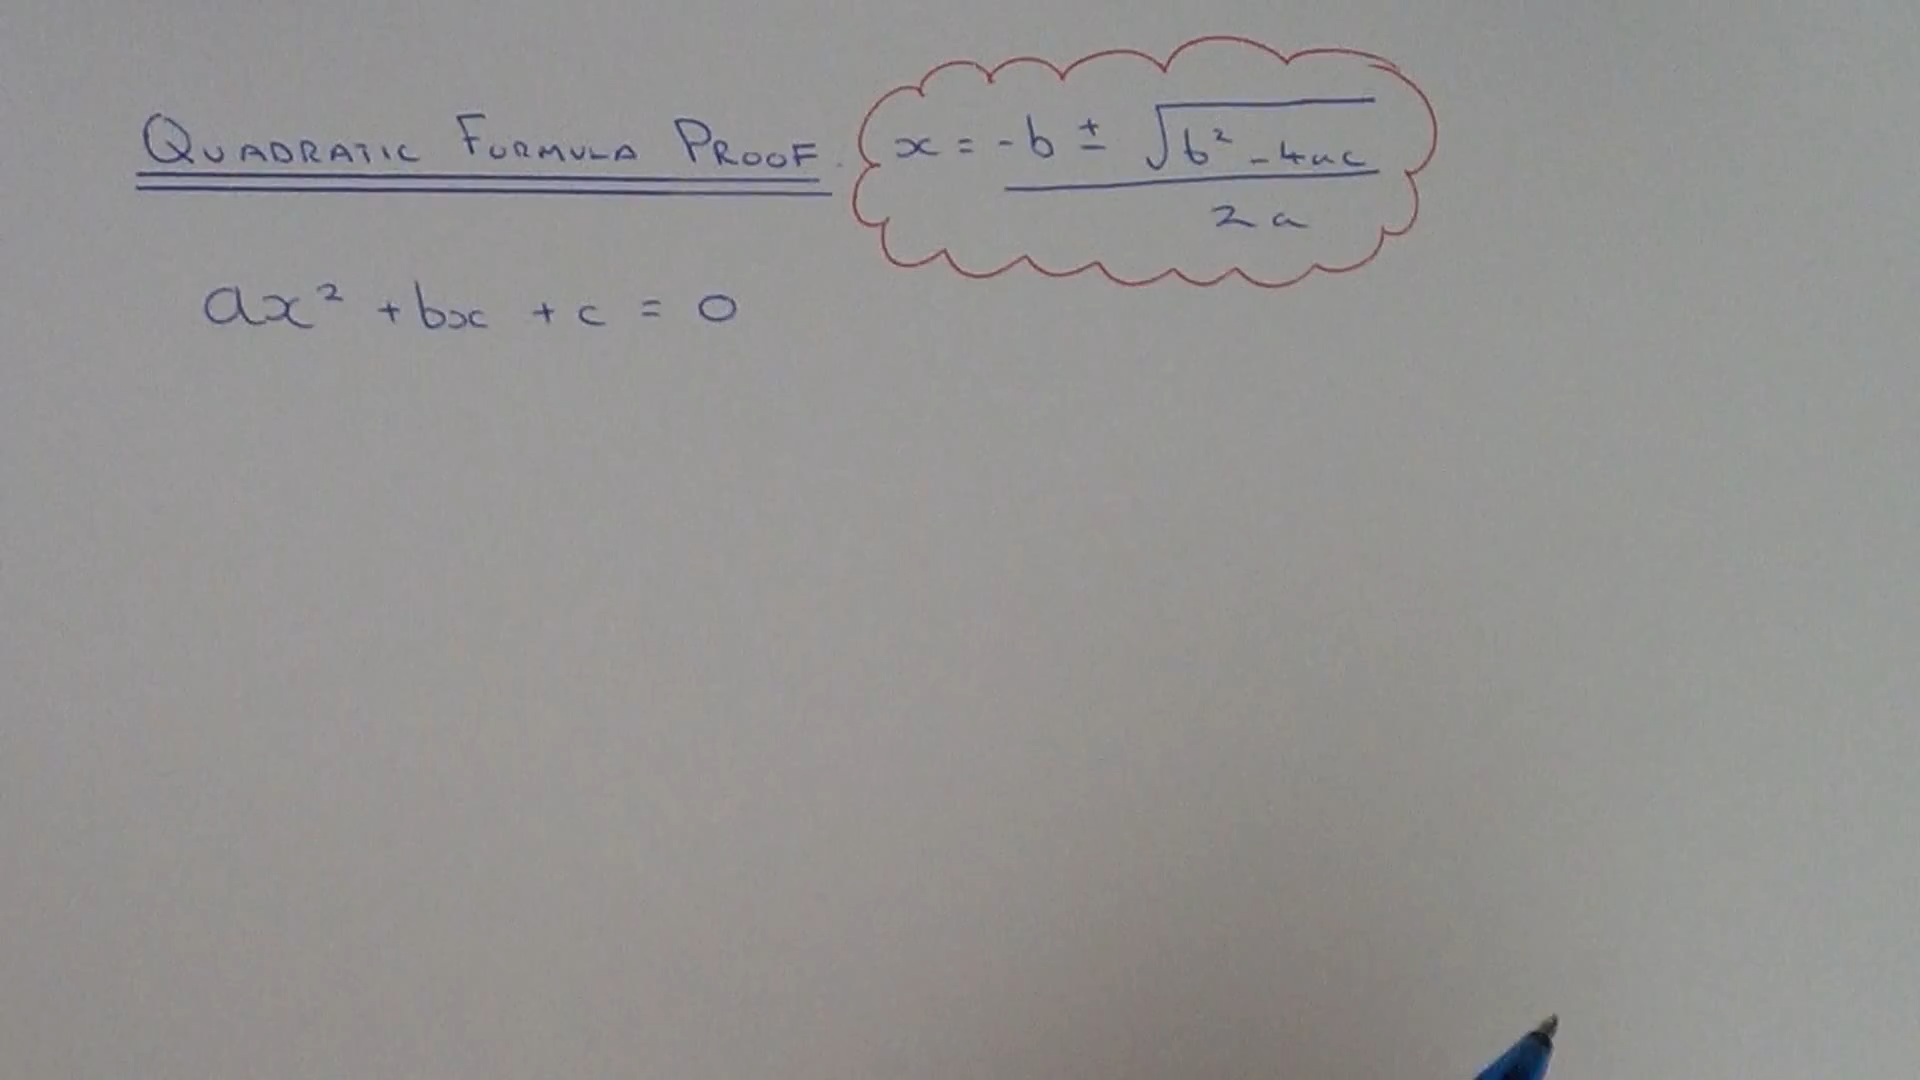 QUADRATIC FORMULA PROOF.
x = -b ± √b² - 4ac
2a
ax² + bx + c = 0